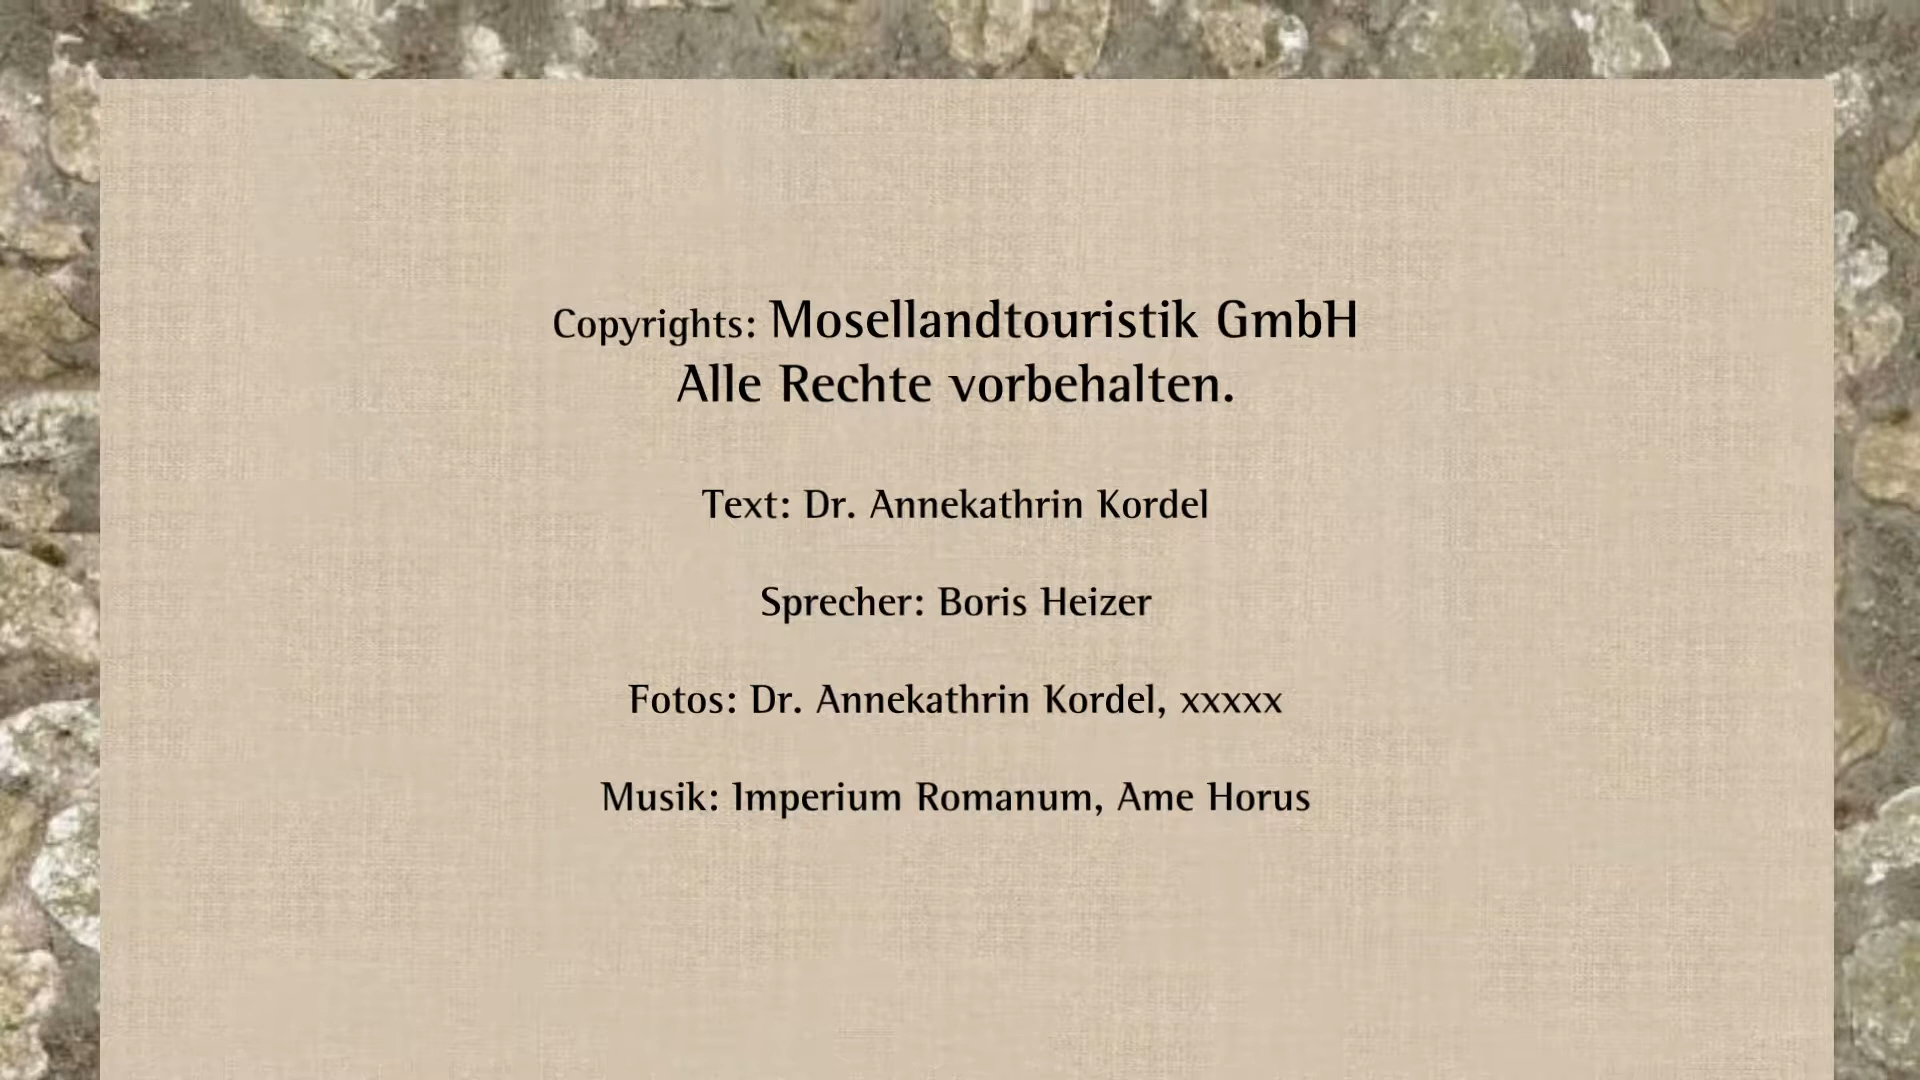 Copyrights: Mosellandtouristik GmbH
Alle Rechte vorbehalten.
Text: Dr. Annekathrin Kordel
Sprecher: Boris Heizer
Fotos: Dr. Annekathrin Kordel, xxxxx
Musik: Imperium Romanum, Ame Horus